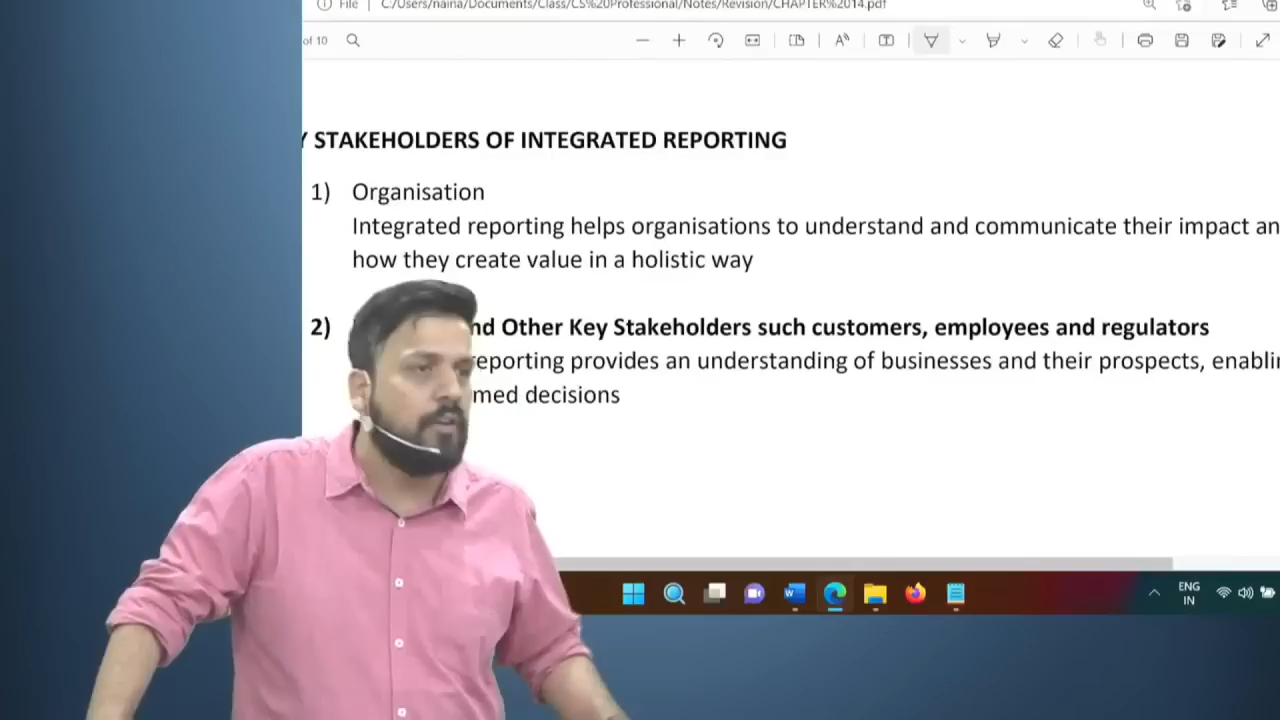 File C:/Users/naina/Documents/Class/CS%20Professional/Notes/Revision/CHAPTER%2014.pdf
of 10
STAKEHOLDERS OF INTEGRATED REPORTING
1) Organisation
Integrated reporting helps organisations to understand and communicate their impact an
how they create value in a holistic way
2) nd Other Key Stakeholders such customers, employees and regulators
reporting provides an understanding of businesses and their prospects, enabli
med decisions
ENG
IN